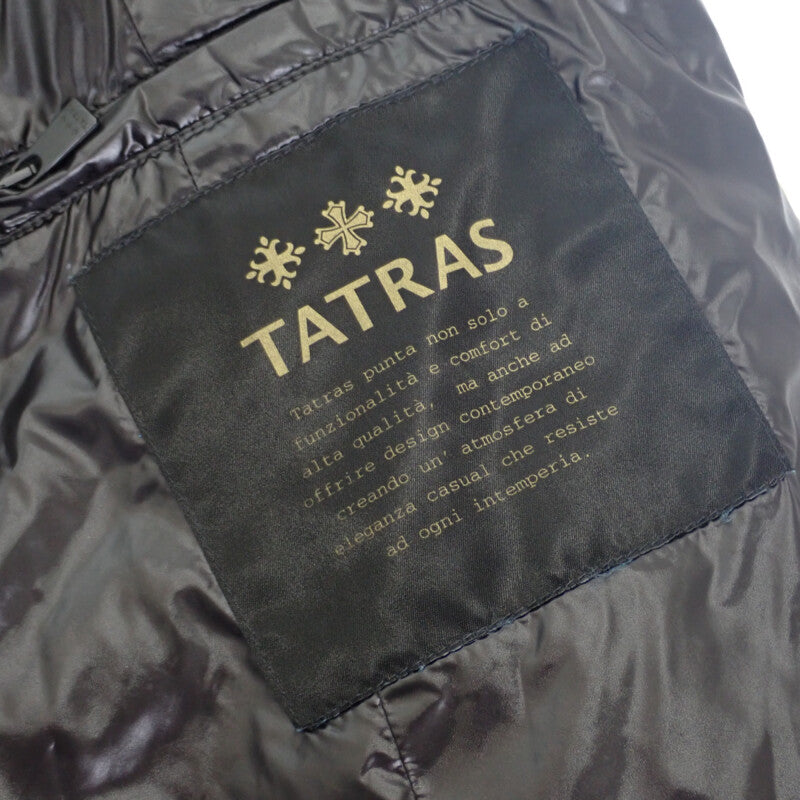 TATRAS
Tatras punta non solo a
funzionalità e comfort di
alta qualità, ma anche ad
offrire design contemporaneo
creando un' atmosfera di
eleganza casual che resiste
ad ogni intemperia.